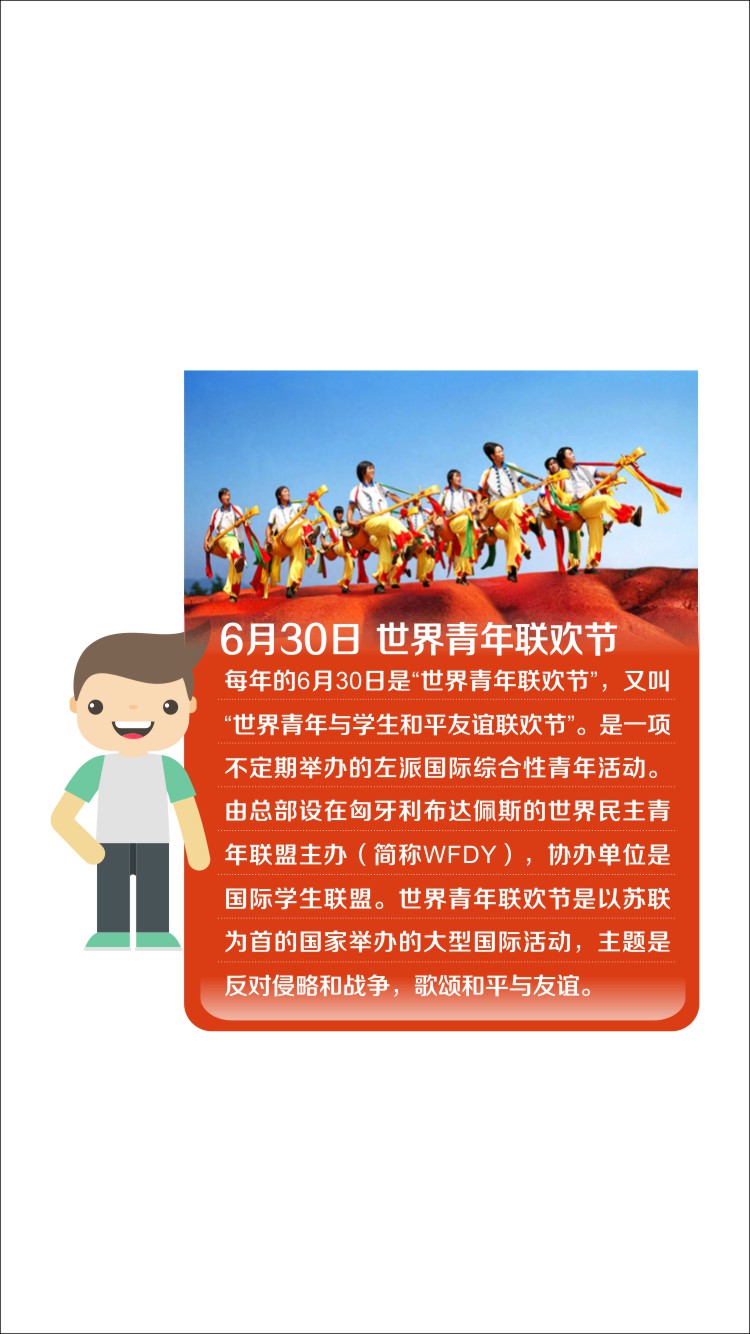 6月30日 世界青年联欢节
每年的6月30日是“世界青年联欢节”，又叫
“世界青年与学生和平友谊联欢节”。是一项
不定期举办的左派国际综合性青年活动。
由总部设在匈牙利布达佩斯的世界民主青
年联盟主办（简称WFDY），协办单位是
国际学生联盟。世界青年联欢节是以苏联
为首的国家举办的大型国际活动，主题是
反对侵略和战争，歌颂和平与友谊。